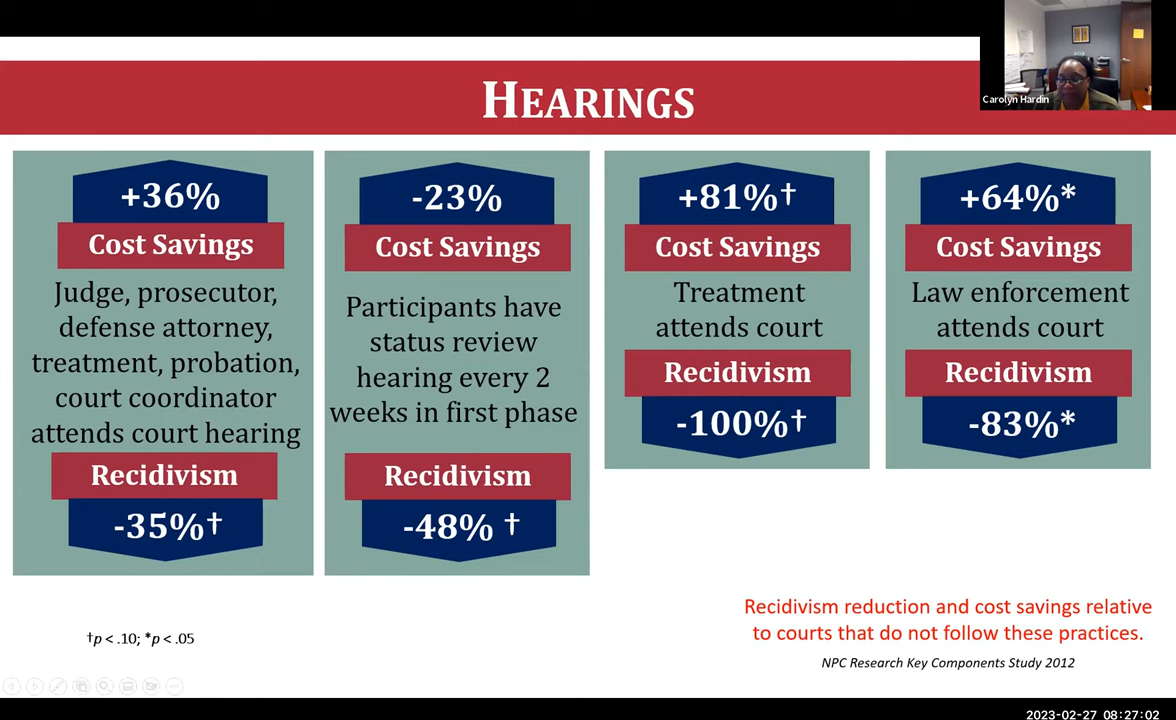 Carolyn Hardin
HEARINGS
+36%
Cost Savings
Judge, prosecutor,
defense attorney,
treatment, probation,
court coordinator
attends court hearing
Recidivism
-35%†
-23%
Cost Savings
Participants have
status review
hearing every 2
weeks in first phase
Recidivism
-48% †
+81%†
Cost Savings
Treatment
attends court
Recidivism
-100%†
+64%*
Cost Savings
Law enforcement
attends court
Recidivism
-83%*
†p < .10; *p < .05
Recidivism reduction and cost savings relative
to courts that do not follow these practices.
NPC Research Key Components Study 2012
2023-02-27 08:27:02